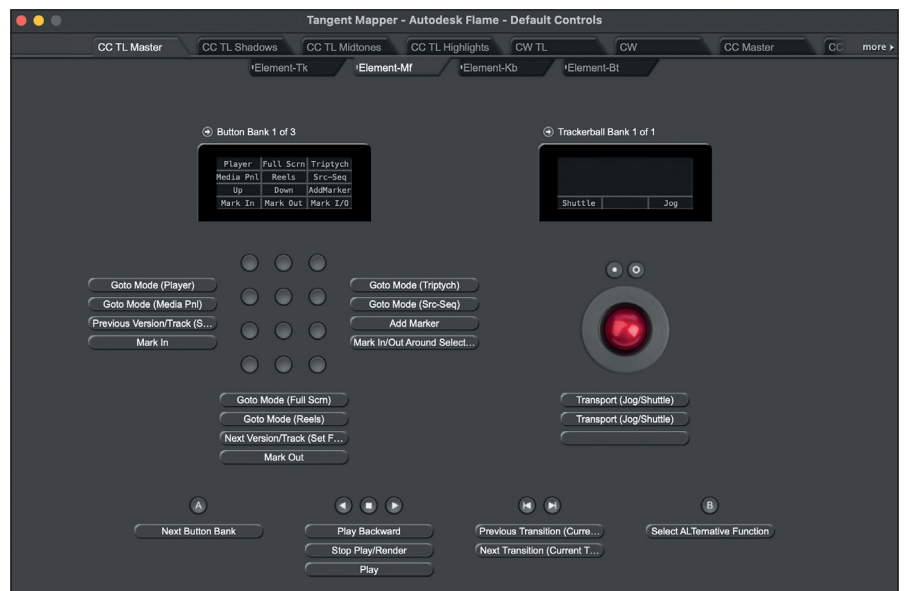 Tangent Mapper - Autodesk Flame - Default Controls
CC TL Master CC TL Shadows CC TL Midtones CC TL Highlights CW TL CW CC Master CC more
Element-Tk Element-Mf Element-Kb Element-Bt
Button Bank 1 of 3
Trackerball Bank 1 of 1
Player Full Scrn Triptych
Media Pnl Reels Src-Seq
Up Down AddMarker
Mark In Mark Out Mark I/O
Shuttle Jog
Goto Mode (Player)
Goto Mode (Media Pnl)
Previous Version/Track (S...
Mark In
Goto Mode (Triptych)
Goto Mode (Src-Seq)
Add Marker
Mark In/Out Around Select...
Goto Mode (Full Scrn)
Goto Mode (Reels)
Next Version/Track (Set F...
Mark Out
Transport (Jog/Shuttle)
Transport (Jog/Shuttle)
A
Next Button Bank
Play Backward
Stop Play/Render
Play
Previous Transition (Curre...
Next Transition (Current T...
B
Select ALTernative Function